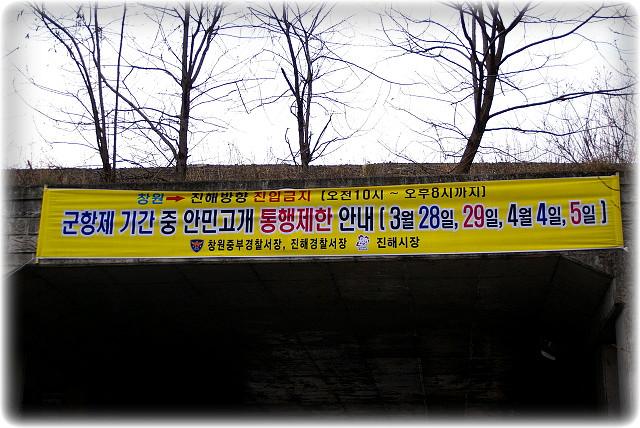 창원 → 진해방향 진입금지 [오전10시 ~ 오후8시까지]
군항제 기간 중 안민고개 통행제한 안내 [ 3월 28일, 29일, 4월 4일, 5일 ]
창원중부경찰서장, 진해경찰서장 진해시장